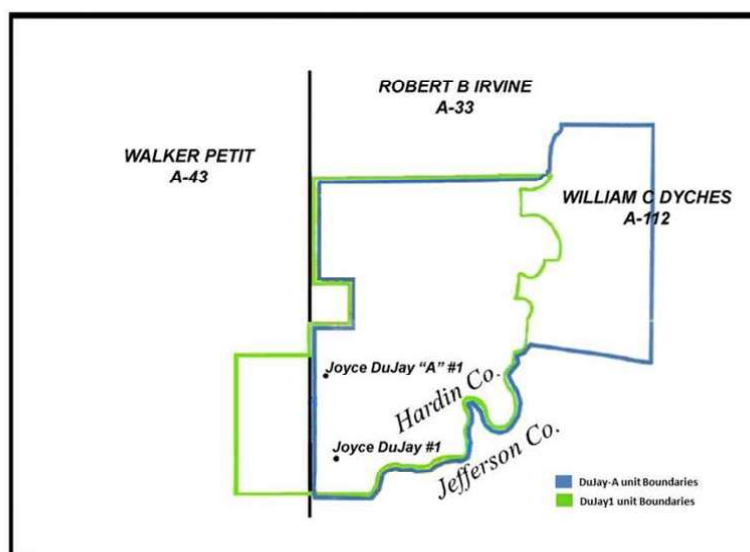 ROBERT B IRVINE
A-33
WALKER PETIT
A-43
WILLIAM C DYCHES
A-112
Joyce DuJay "A" #1
Hardin Co.
Joyce DuJay #1
Jefferson Co.
DuJay-A unit Boundaries
DuJay1 unit Boundaries